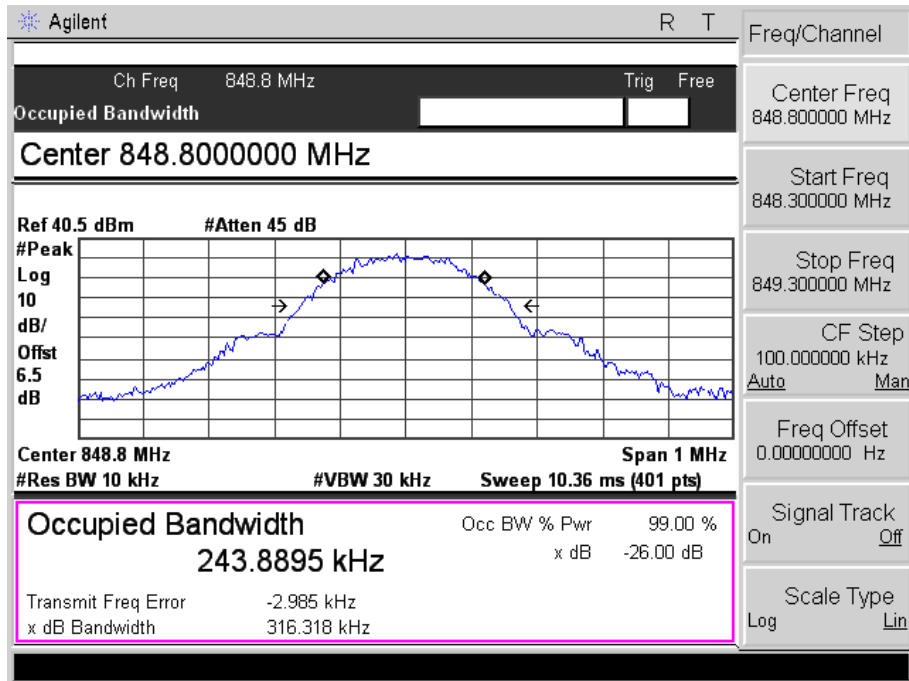 Agilent R T
Freq/Channel
Ch Freq 848.8 MHz Trig Free
Occupied Bandwidth
Center 848.8000000 MHz
Ref 40.5 dBm #Atten 45 dB
#Peak
Log
10
dB/
Offst
6.5
dB
Center 848.8 MHz Span 1 MHz
#Res BW 10 kHz #VBW 30 kHz Sweep 10.36 ms (401 pts)
Occupied Bandwidth Occ BW % Pwr 99.00 %
243.8895 kHz x dB -26.00 dB
Transmit Freq Error -2.985 kHz
x dB Bandwidth 316.318 kHz
Center Freq
848.800000 MHz
Start Freq
848.300000 MHz
Stop Freq
849.300000 MHz
CF Step
100.000000 kHz
Auto Man
Freq Offset
0.00000000 Hz
Signal Track
On Off
Scale Type
Log Lin